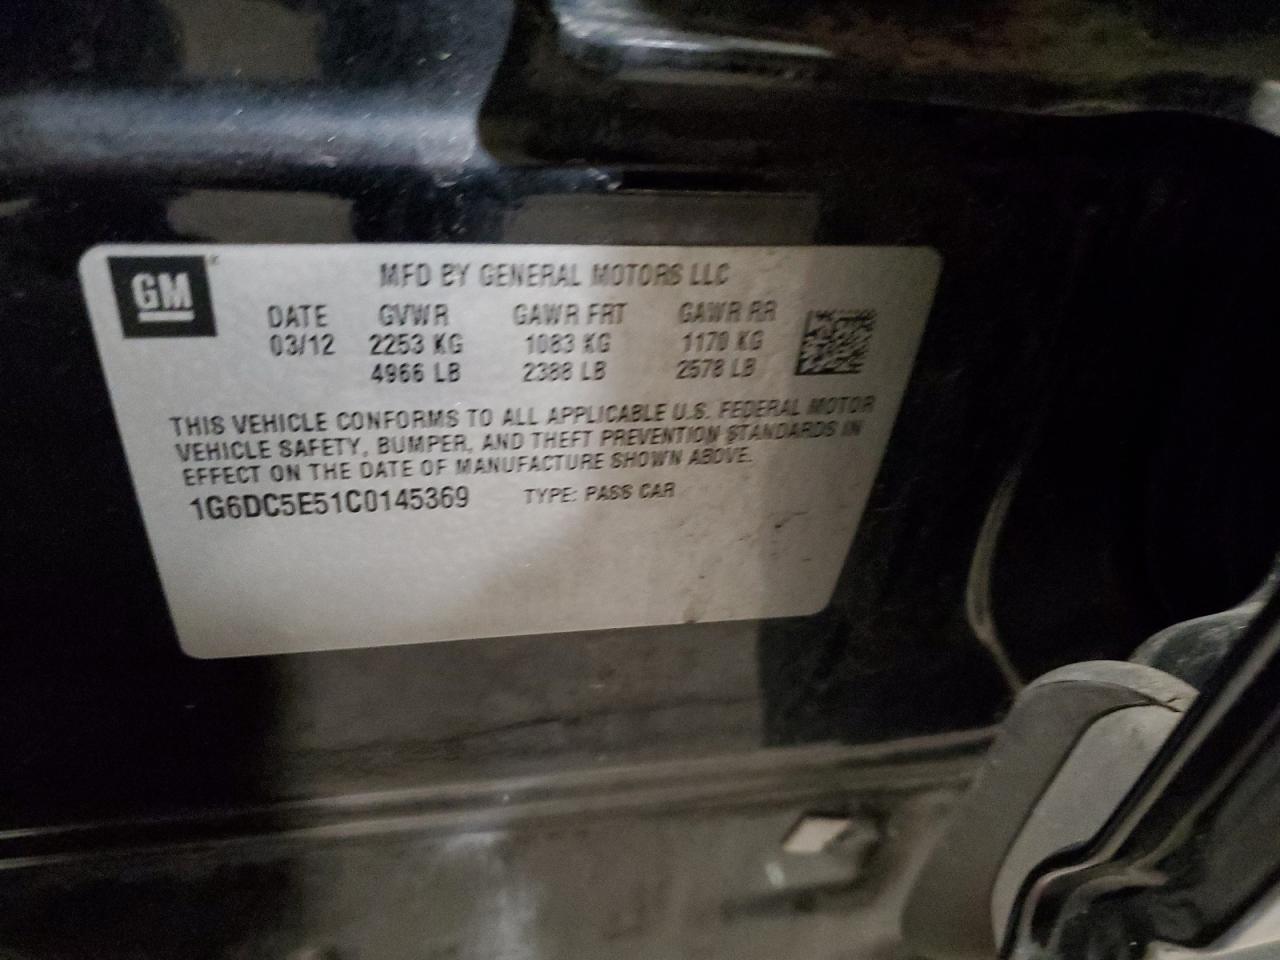 GM
MFD BY GENERAL MOTORS LLC
DATE GVWR GAWR FRT GAWR RR
03/12 2253 KG 1083 KG 1170 KG
4966 LB 2388 LB 2578 LB
THIS VEHICLE CONFORMS TO ALL APPLICABLE U.S. FEDERAL MOTOR
VEHICLE SAFETY, BUMPER, AND THEFT PREVENTION STANDARDS IN
EFFECT ON THE DATE OF MANUFACTURE SHOWN ABOVE.
1G6DC5E51C0145369 TYPE: PASS CAR